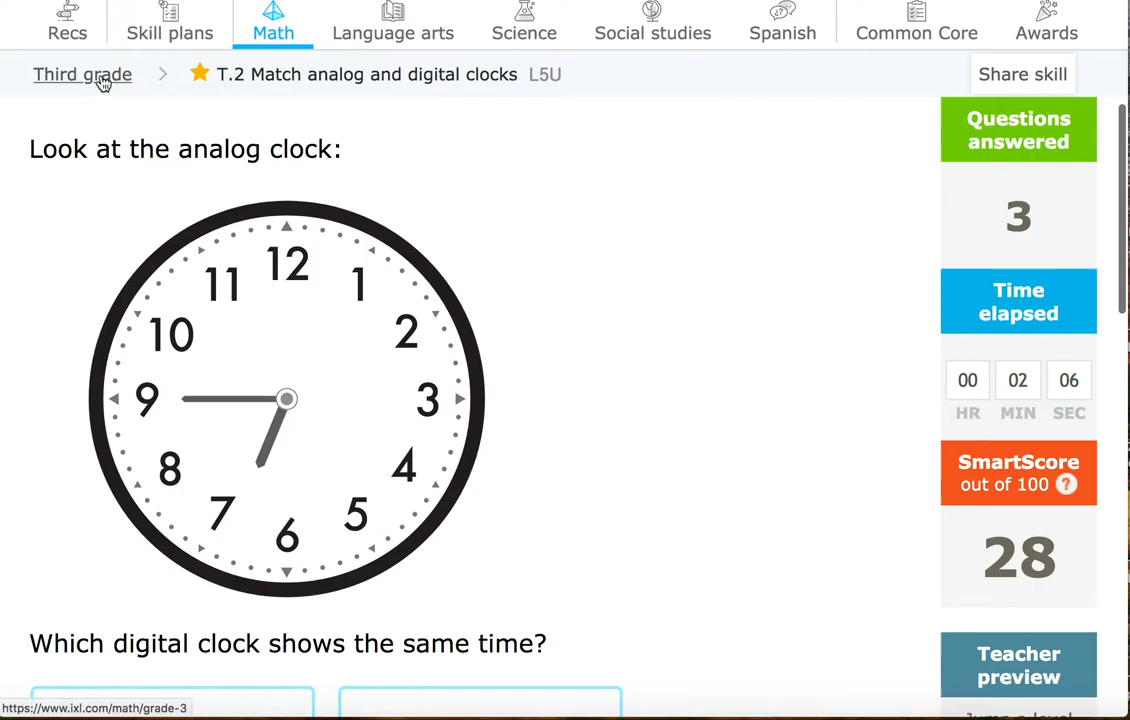 Recs Skill plans Math Language arts Science Social studies Spanish Common Core Awards
Third grade > T.2 Match analog and digital clocks L5U Share skill
Look at the analog clock:
12
11 1
10 2
9 3
8 4
7 5
6
Which digital clock shows the same time?
Questions
answered
3
Time
elapsed
00 02 06
HR MIN SEC
SmartScore
out of 100 ?
28
Teacher
preview
https://www.ixl.com/math/grade-3